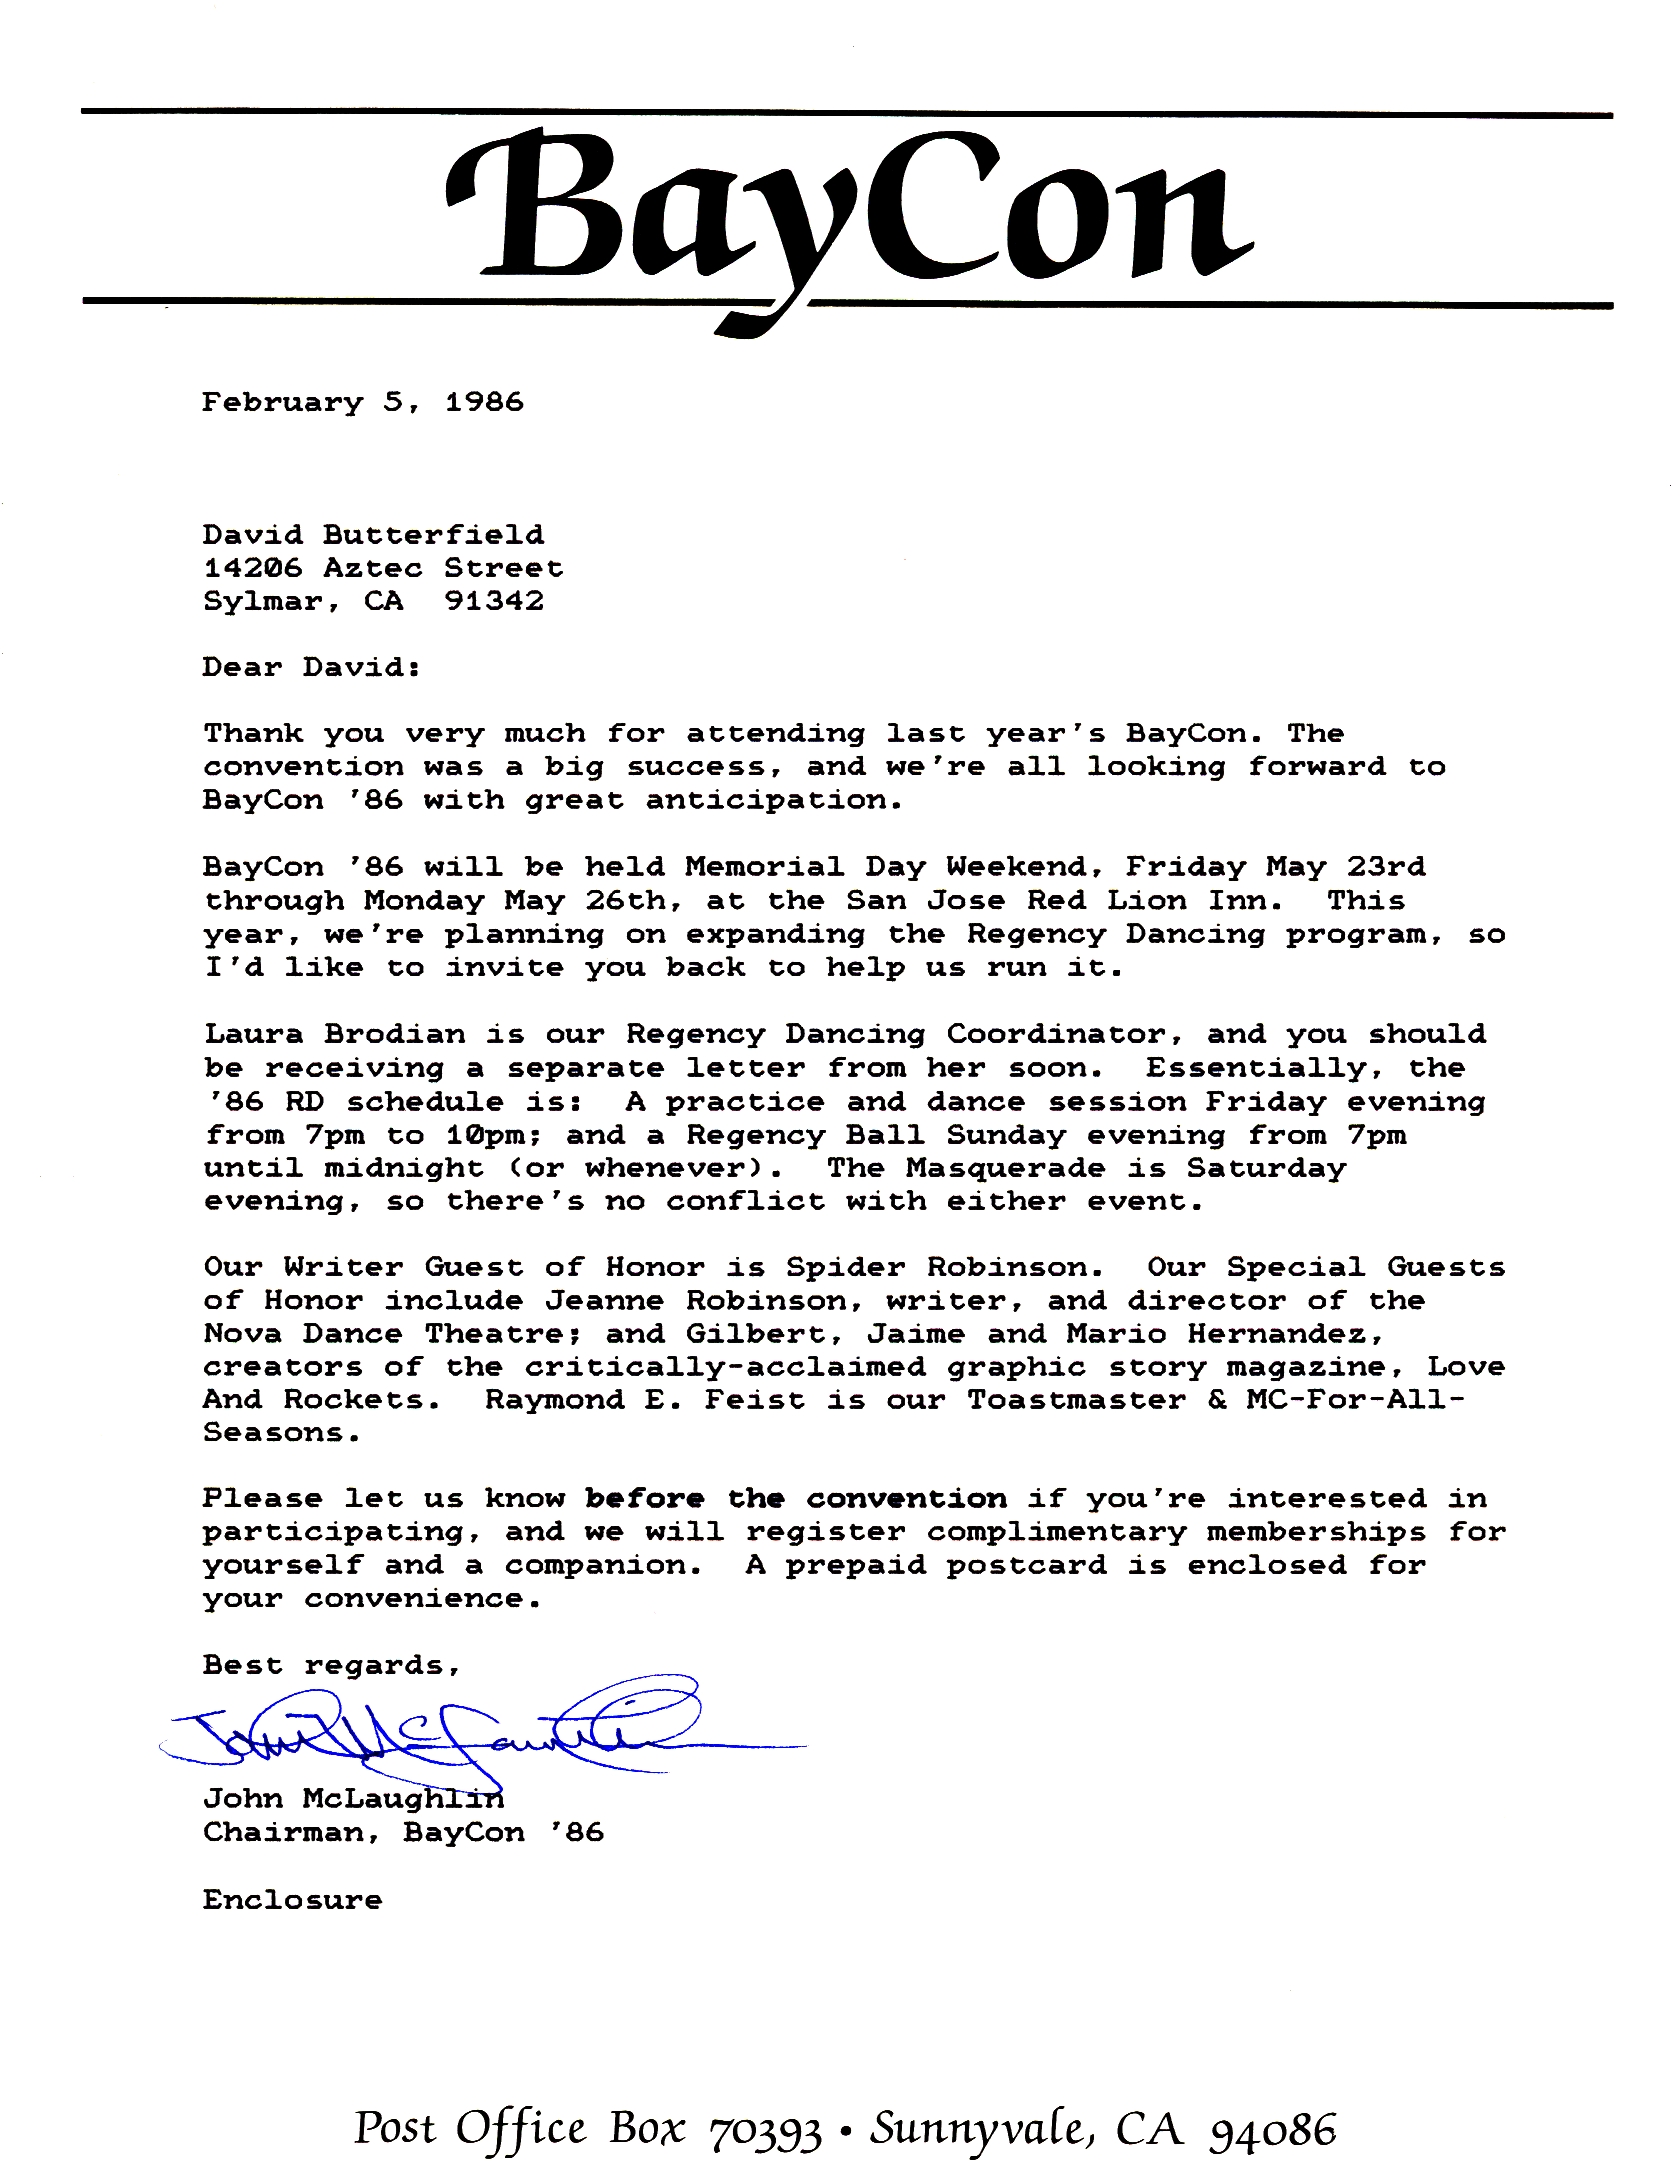 BayCon
February 5, 1986
David Butterfield
14206 Aztec Street
Sylmar, CA  91342
Dear David:
Thank you very much for attending last year's BayCon. The
convention was a big success, and we're all looking forward to
BayCon '86 with great anticipation.
BayCon '86 will be held Memorial Day Weekend, Friday May 23rd
through Monday May 26th, at the San Jose Red Lion Inn.  This
year, we're planning on expanding the Regency Dancing program, so
I'd like to invite you back to help us run it.
Laura Brodian is our Regency Dancing Coordinator, and you should
be receiving a separate letter from her soon.  Essentially, the
'86 RD schedule is:  A practice and dance session Friday evening
from 7pm to 10pm; and a Regency Ball Sunday evening from 7pm
until midnight (or whenever).  The Masquerade is Saturday
evening, so there's no conflict with either event.
Our Writer Guest of Honor is Spider Robinson.  Our Special Guests
of Honor include Jeanne Robinson, writer, and director of the
Nova Dance Theatre; and Gilbert, Jaime and Mario Hernandez,
creators of the critically-acclaimed graphic story magazine, Love
And Rockets.  Raymond E. Feist is our Toastmaster & MC-For-All-
Seasons.
Please let us know before the convention if you're interested in
participating, and we will register complimentary memberships for
yourself and a companion.  A prepaid postcard is enclosed for
your convenience.
Best regards,
John McLaughlin
John McLaughlin
Chairman, BayCon '86
Enclosure
Post Office Box 70393 • Sunnyvale, CA 94086